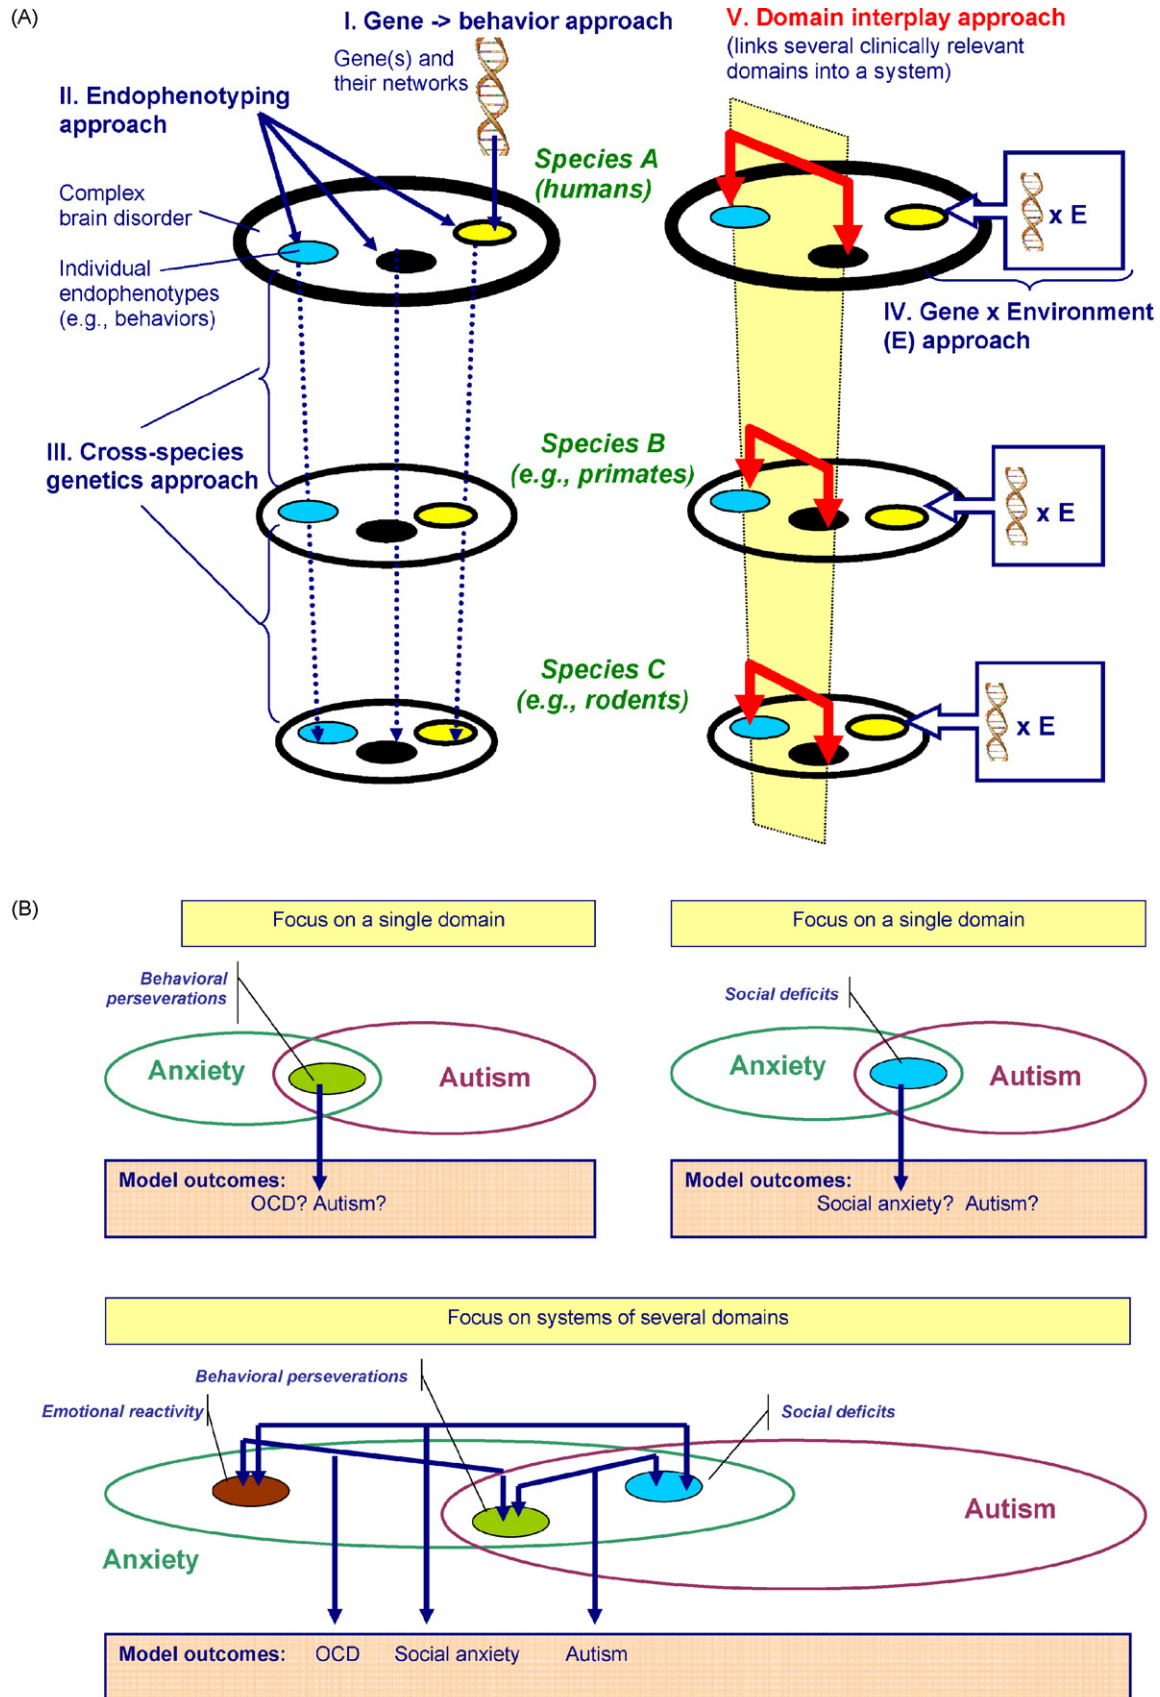 (A)
I. Gene -> behavior approach
Gene(s) and
their networks
II. Endophenotyping
approach
Complex
brain disorder
Individual
endophenotypes
(e.g., behaviors)
III. Cross-species
genetics approach
Species A
(humans)
Species B
(e.g., primates)
Species C
(e.g., rodents)
V. Domain interplay approach
(links several clinically relevant
domains into a system)
x E
IV. Gene x Environment
(E) approach
x E
x E
(B)
Focus on a single domain
Behavioral
perseverations
Anxiety
Autism
Model outcomes:
OCD? Autism?
Focus on a single domain
Social deficits
Anxiety
Autism
Model outcomes:
Social anxiety? Autism?
Focus on systems of several domains
Behavioral perseverations
Emotional reactivity
Social deficits
Autism
Anxiety
Model outcomes: OCD Social anxiety Autism